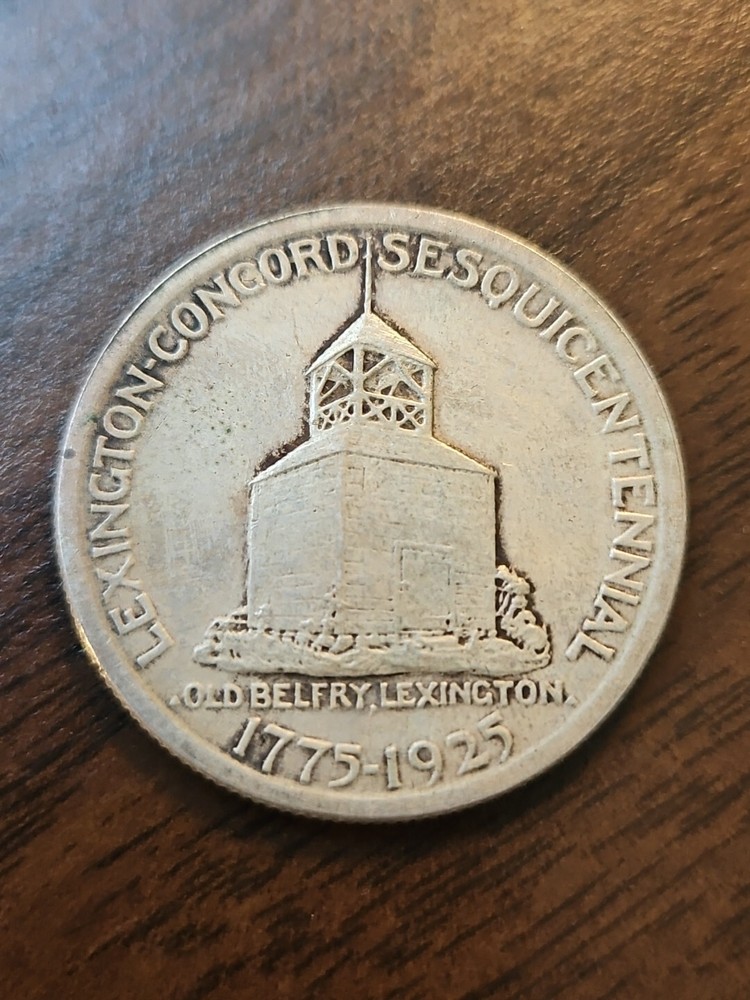 LEXINGTON-CONCORD SESQUICENTENNIAL
·OLD BELFRY, LEXINGTON·
1775-1925